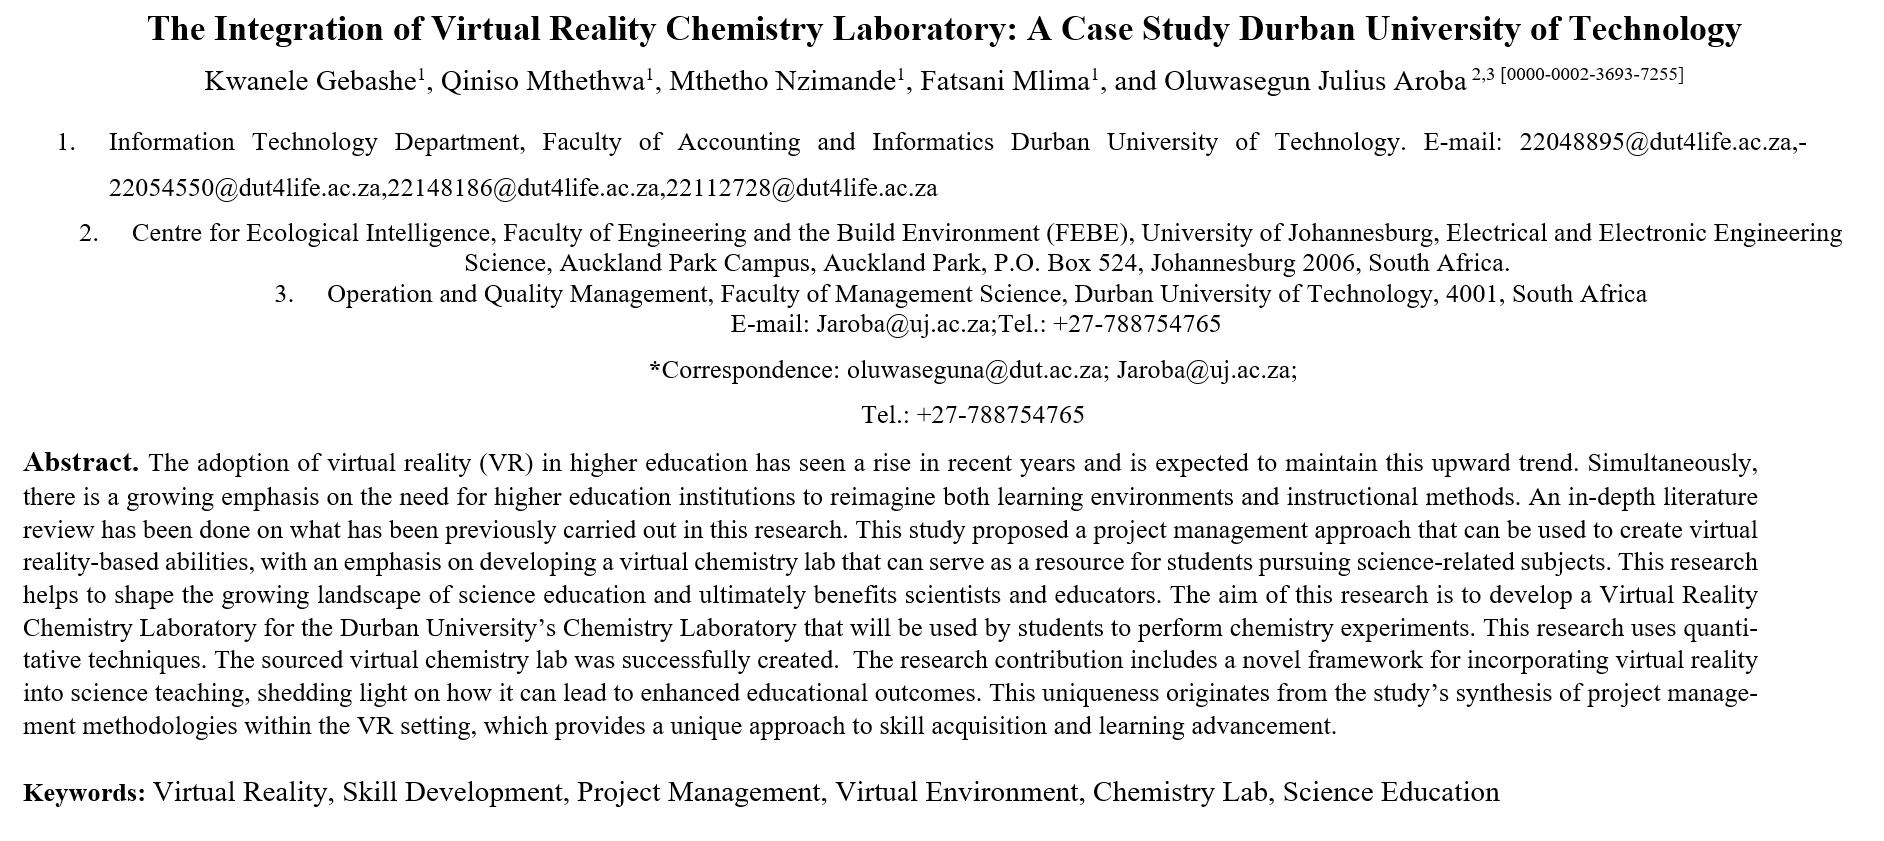 The Integration of Virtual Reality Chemistry Laboratory: A Case Study Durban University of Technology
Kwanele Gebashe1, Qiniso Mthethwa1, Mthetho Nzimande1, Fatsani Mlima1, and Oluwasegun Julius Aroba 2,3 [0000-0002-3693-7255]
1. Information Technology Department, Faculty of Accounting and Informatics Durban University of Technology. E-mail: 22048895@dut4life.ac.za,-
22054550@dut4life.ac.za,22148186@dut4life.ac.za,22112728@dut4life.ac.za
2. Centre for Ecological Intelligence, Faculty of Engineering and the Build Environment (FEBE), University of Johannesburg, Electrical and Electronic Engineering
Science, Auckland Park Campus, Auckland Park, P.O. Box 524, Johannesburg 2006, South Africa.
3. Operation and Quality Management, Faculty of Management Science, Durban University of Technology, 4001, South Africa
E-mail: Jaroba@uj.ac.za;Tel.: +27-788754765
*Correspondence: oluwaseguna@dut.ac.za; Jaroba@uj.ac.za;
Tel.: +27-788754765
Abstract. The adoption of virtual reality (VR) in higher education has seen a rise in recent years and is expected to maintain this upward trend. Simultaneously,
there is a growing emphasis on the need for higher education institutions to reimagine both learning environments and instructional methods. An in-depth literature
review has been done on what has been previously carried out in this research. This study proposed a project management approach that can be used to create virtual
reality-based abilities, with an emphasis on developing a virtual chemistry lab that can serve as a resource for students pursuing science-related subjects. This research
helps to shape the growing landscape of science education and ultimately benefits scientists and educators. The aim of this research is to develop a Virtual Reality
Chemistry Laboratory for the Durban University’s Chemistry Laboratory that will be used by students to perform chemistry experiments. This research uses quanti-
tative techniques. The sourced virtual chemistry lab was successfully created.  The research contribution includes a novel framework for incorporating virtual reality
into science teaching, shedding light on how it can lead to enhanced educational outcomes. This uniqueness originates from the study’s synthesis of project manage-
ment methodologies within the VR setting, which provides a unique approach to skill acquisition and learning advancement.
Keywords: Virtual Reality, Skill Development, Project Management, Virtual Environment, Chemistry Lab, Science Education